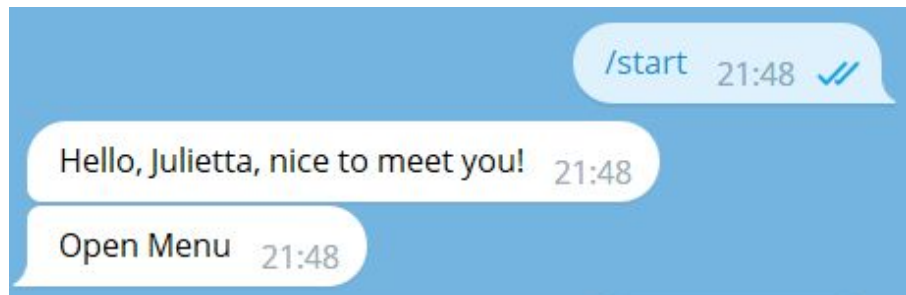 /start 21:48
Hello, Julietta, nice to meet you! 21:48
Open Menu 21:48